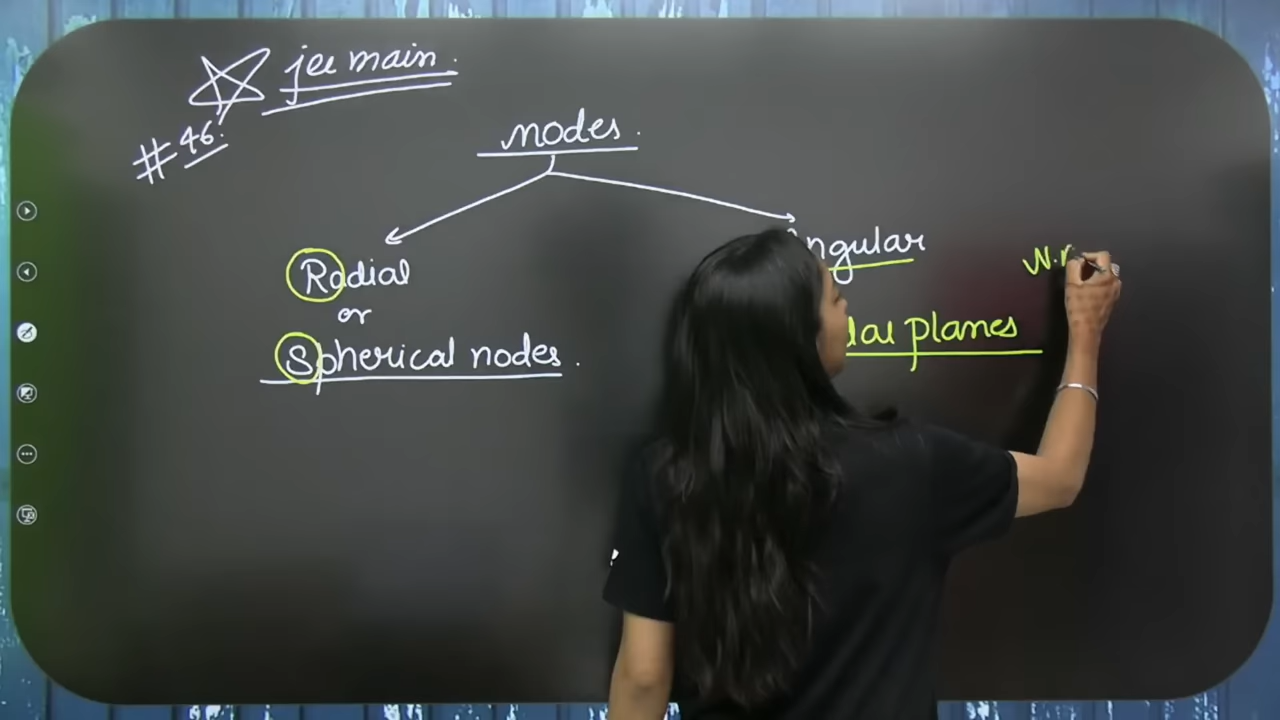 jee main.
#46.
nodes.
Radial
or
Spherical nodes.
ngular
dal planes
N.